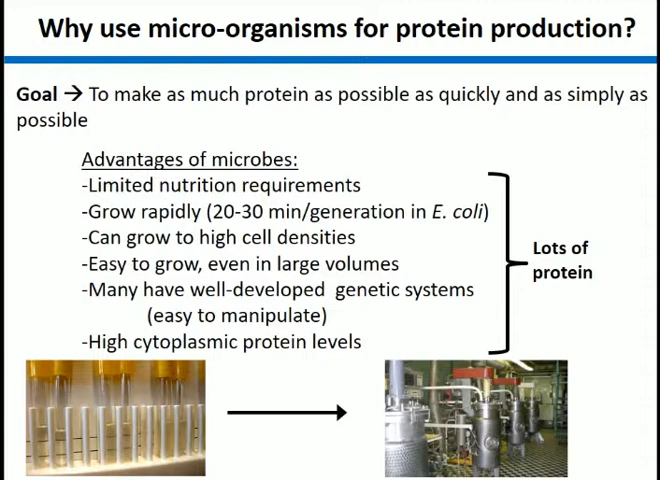 Why use micro-organisms for protein production?
Goal → To make as much protein as possible as quickly and as simply as
possible
Advantages of microbes:
-Limited nutrition requirements
-Grow rapidly (20-30 min/generation in E. coli)
-Can grow to high cell densities
-Easy to grow, even in large volumes
-Many have well-developed genetic systems
(easy to manipulate)
-High cytoplasmic protein levels
Lots of
protein